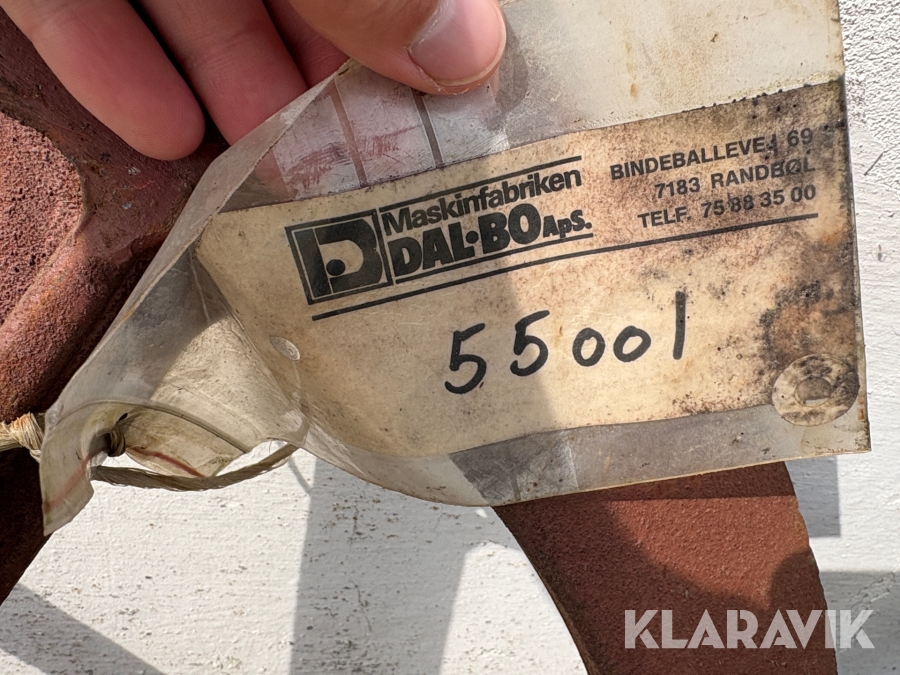 Maskinfabriken
DAL·BO ApS.
BINDEBALLEVEJ 69
7183 RANDBØL
TELF. 75 88 35 00
55001
KLARAVIK